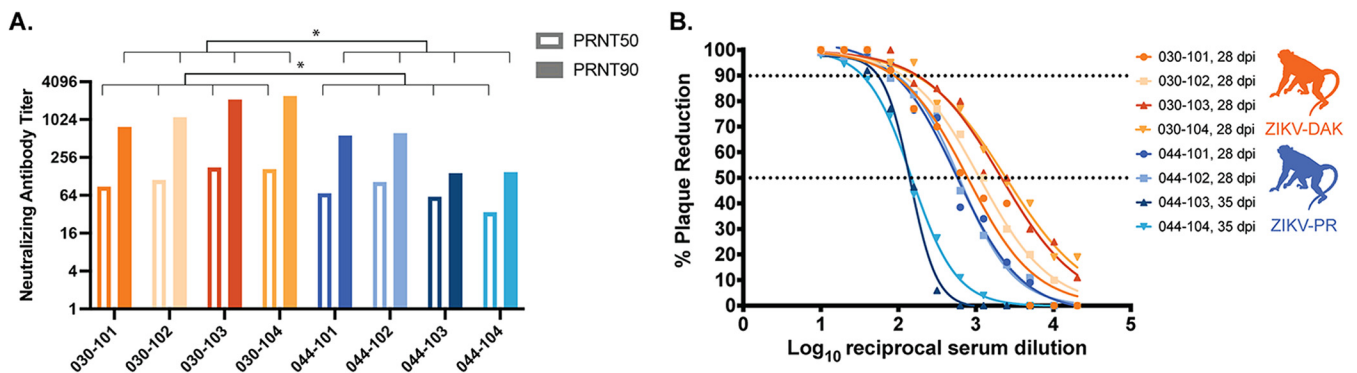 A.
*
*
PRNT50
PRNT90
Neutralizing Antibody Titer
4096
1024
256
64
16
4
1
030-101
030-102
030-103
030-104
044-101
044-102
044-103
044-104
B.
% Plaque Reduction
100
90
80
70
60
50
40
30
20
10
0
0
1
2
3
4
5
Log10 reciprocal serum dilution
030-101, 28 dpi
030-102, 28 dpi
030-103, 28 dpi
030-104, 28 dpi
044-101, 28 dpi
044-102, 28 dpi
044-103, 35 dpi
044-104, 35 dpi
ZIKV-DAK
ZIKV-PR